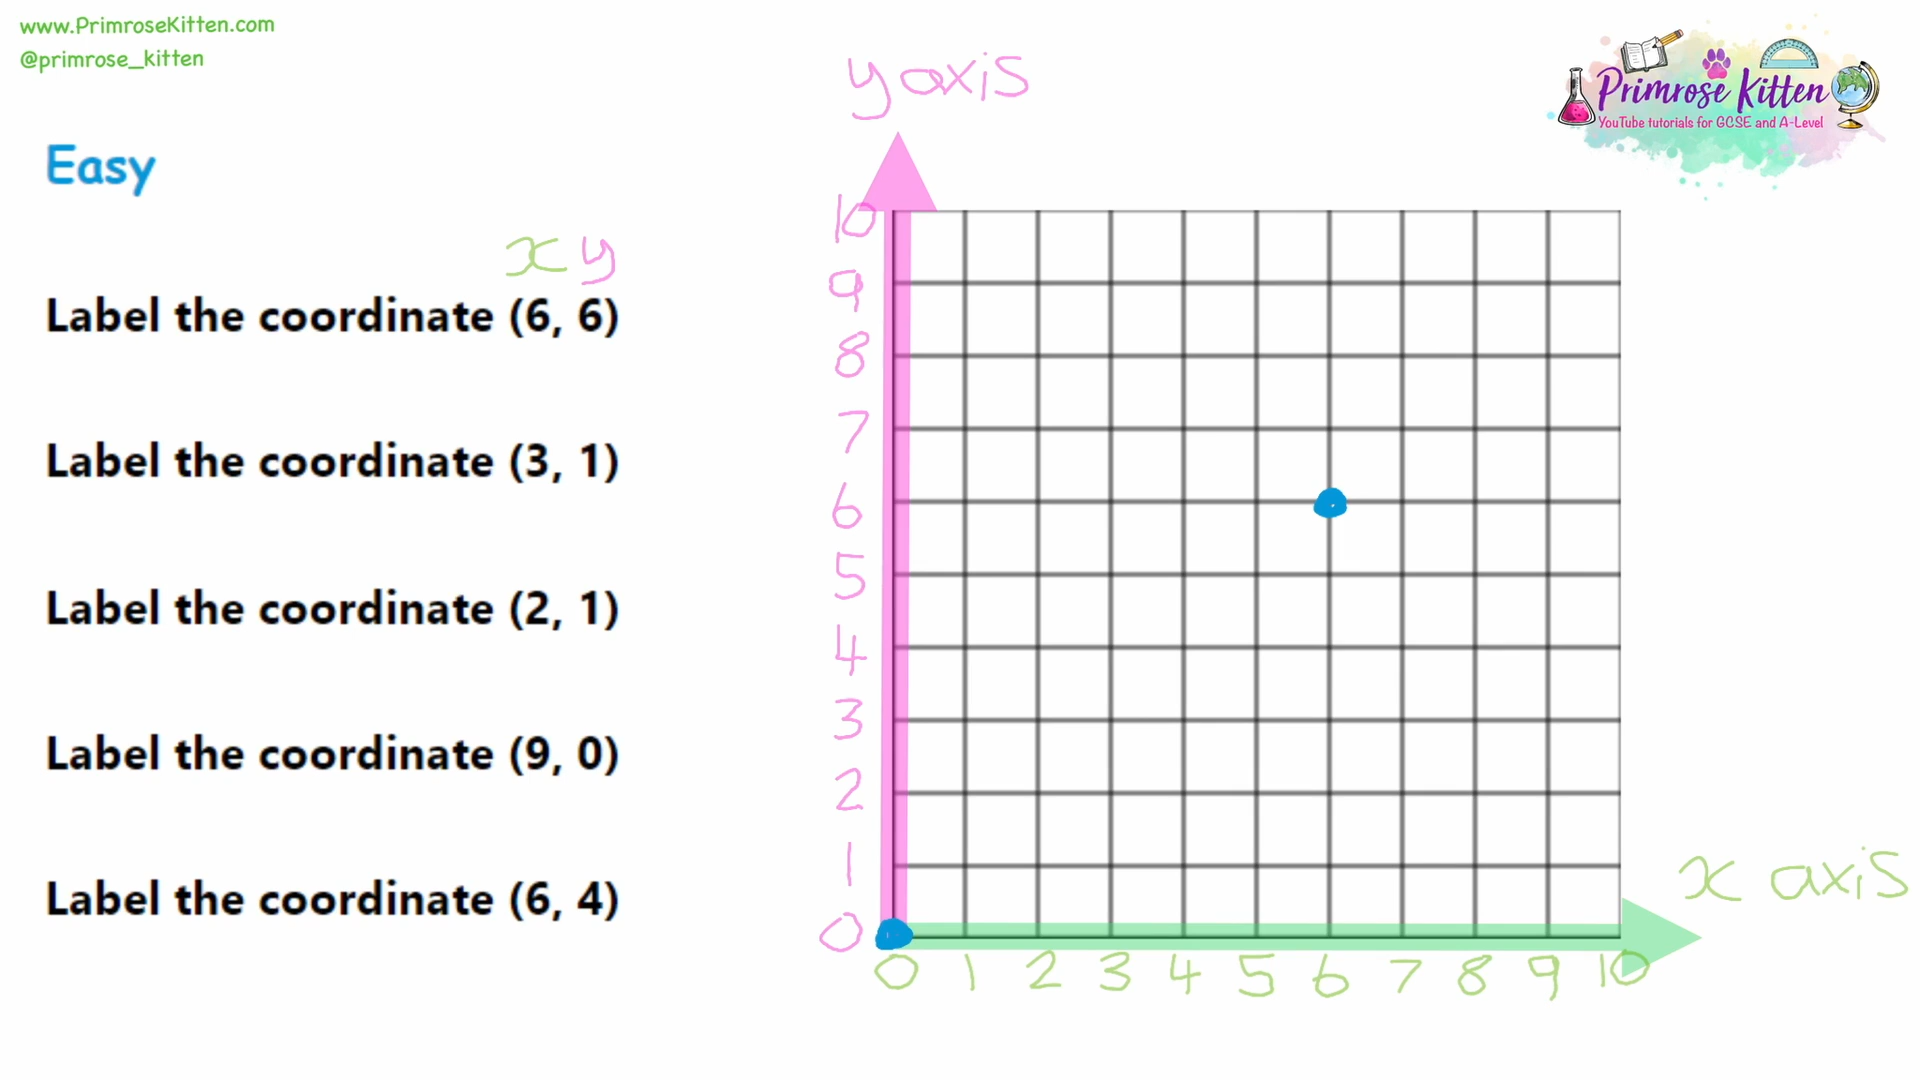 www.PrimroseKitten.com
@primrose_kitten
Primrose Kitten
YouTube tutorials for GCSE and A-Level
Easy
x y
Label the coordinate (6, 6)
Label the coordinate (3, 1)
Label the coordinate (2, 1)
Label the coordinate (9, 0)
Label the coordinate (6, 4)
y axis
10
9
8
7
6
5
4
3
2
1
0
0 1 2 3 4 5 6 7 8 9 10
x axis